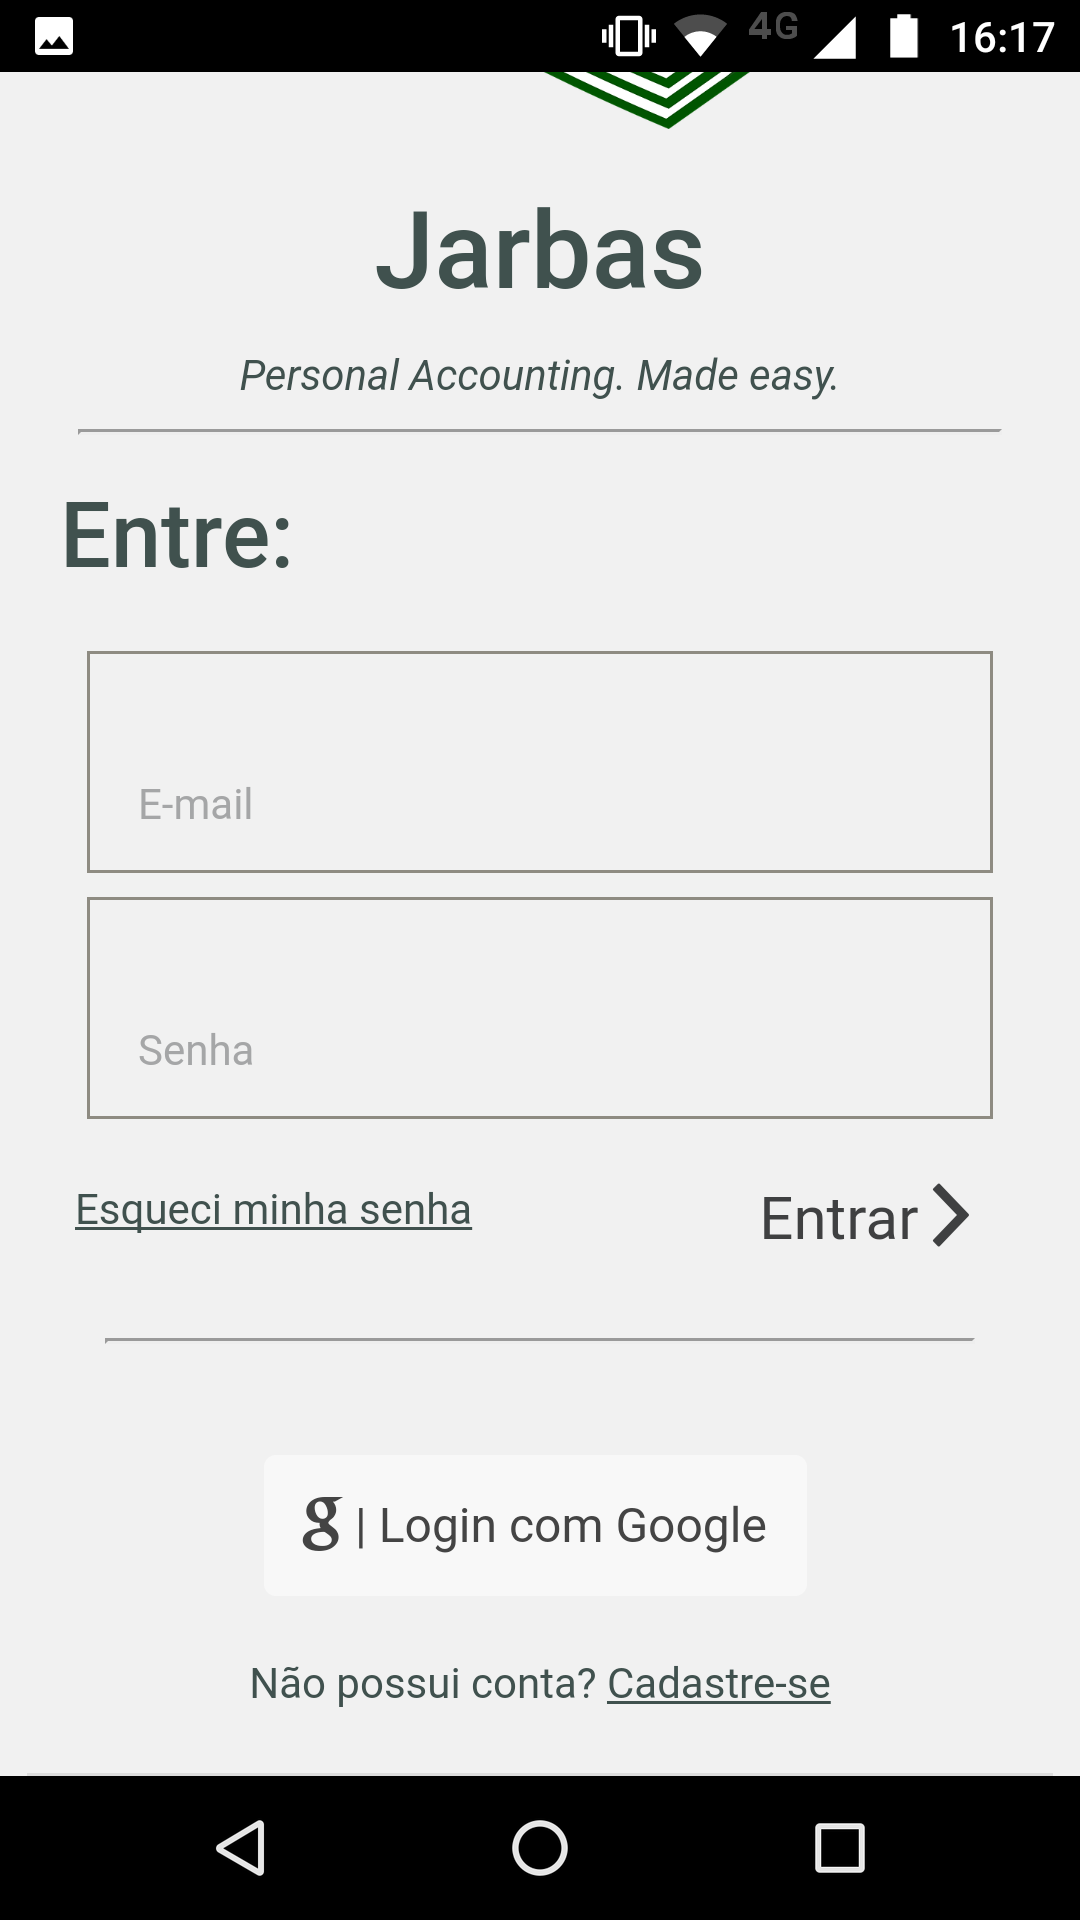 4G 16:17
Jarbas
Personal Accounting. Made easy.
Entre:
E-mail
Senha
Esqueci minha senha
Entrar
g | Login com Google
Não possui conta? Cadastre-se